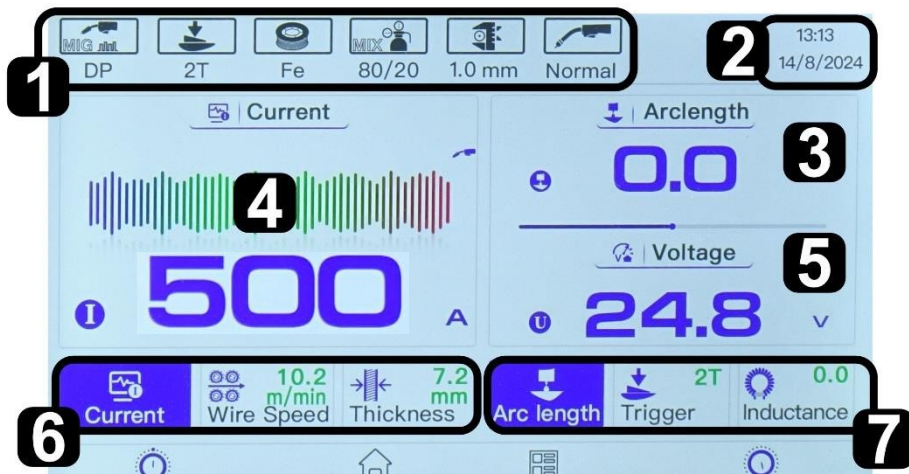 1
MIG
DP
2T
Fe
MIX
80/20
1.0 mm
Normal
2
13:13
14/8/2024
Current
4
500
I
A
Arclength
3
0.0
Voltage
5
U
24.8
V
6
Current
10.2
m/min
Wire Speed
7.2
mm
Thickness
Arc length
2T
Trigger
0.0
Inductance
7